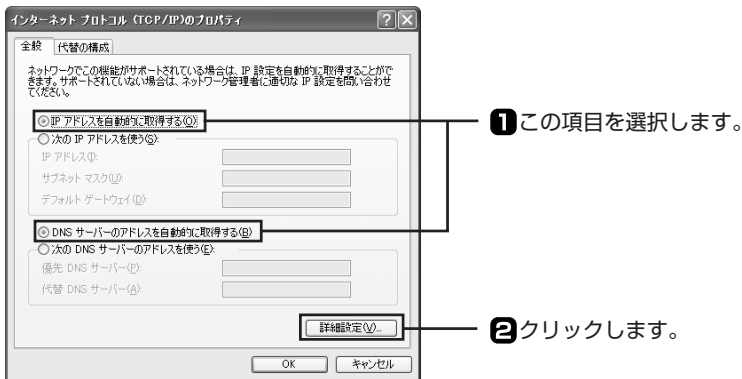 インターネット プロトコル (TCP/IP)のプロパティ
全般 代替の構成
ネットワークでこの機能がサポートされている場合は、IP 設定を自動的に取得することがで
きます。サポートされていない場合は、ネットワーク管理者に適切な IP 設定を問い合わせ
てください。
IP アドレスを自動的に取得する(O)
次の IP アドレスを使う(S):
IP アドレス(I):
サブネット マスク(U):
デフォルト ゲートウェイ(D):
1 この項目を選択します。
DNS サーバーのアドレスを自動的に取得する(B)
次の DNS サーバーのアドレスを使う(E):
優先 DNS サーバー(P):
代替 DNS サーバー(A):
詳細設定(V)...
2 クリックします。
OK キャンセル